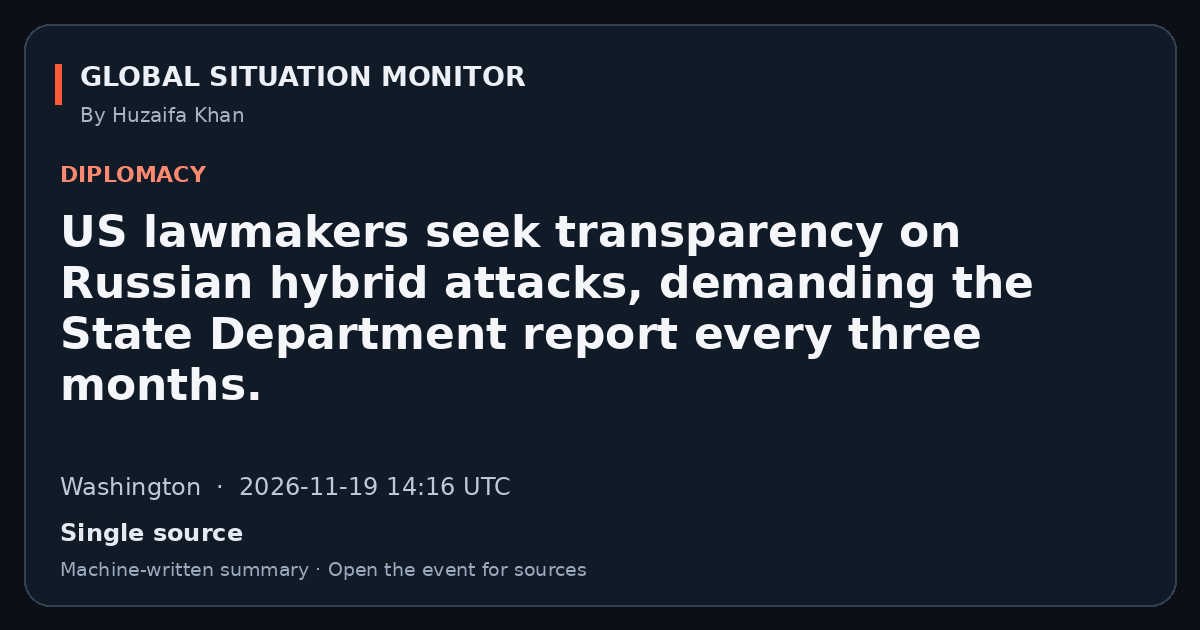 GLOBAL SITUATION MONITOR
By Huzaifa Khan
DIPLOMACY
US lawmakers seek transparency on
Russian hybrid attacks, demanding the
State Department report every three
months.
Washington · 2026-11-19 14:16 UTC
Single source
Machine-written summary · Open the event for sources